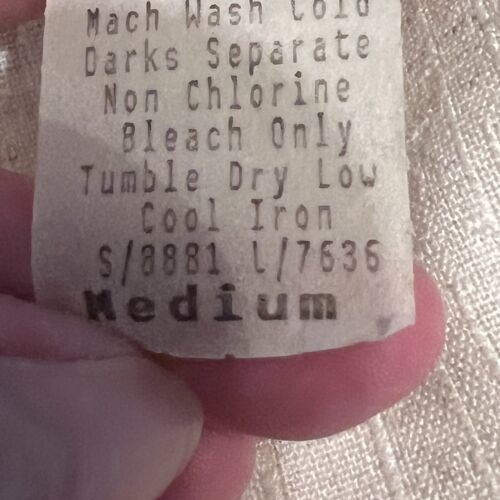 Mach Wash Cold
Darks Separate
Non Chlorine
Bleach Only
Tumble Dry Low
Cool Iron
S/8881 L/7636
Medium